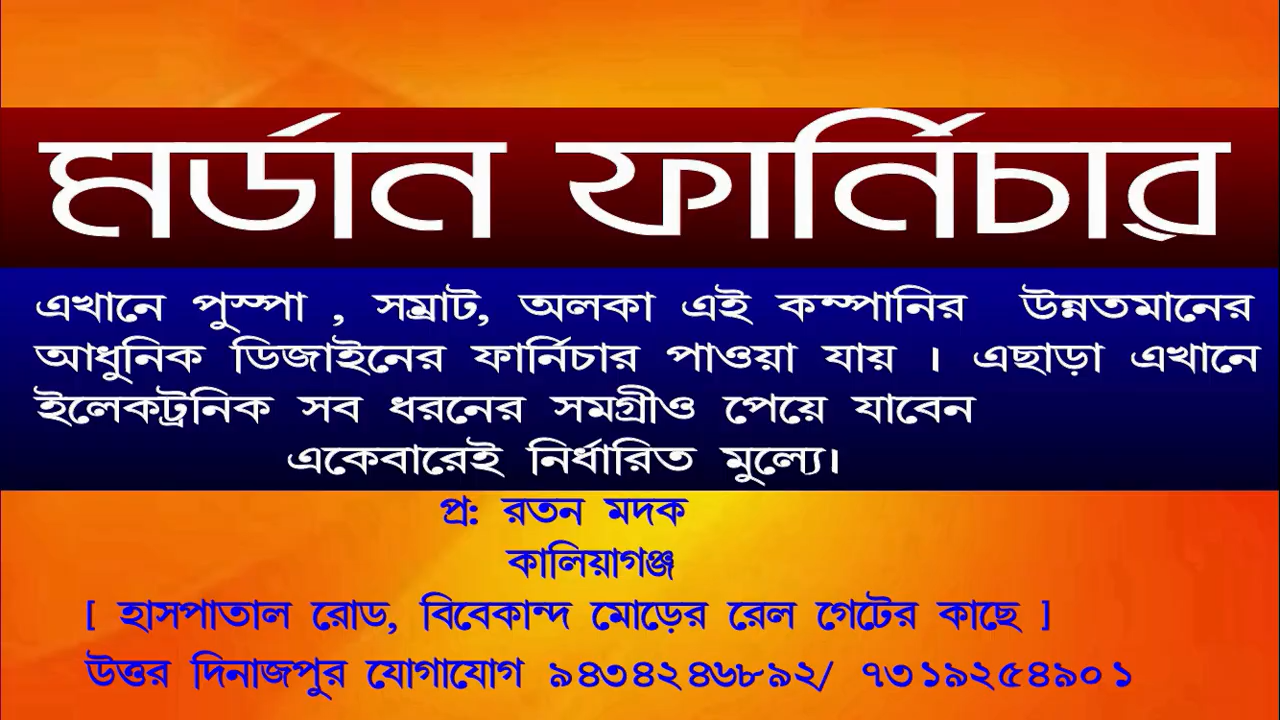 মর্ডান ফার্নিচার
এখানে পুস্পা , সম্রাট, অলকা এই কম্পানির উন্নতমানের
আধুনিক ডিজাইনের ফার্নিচার পাওয়া যায় । এছাড়া এখানে
ইলেকট্রনিক সব ধরনের সমগ্রীও পেয়ে যাবেন
একেবারেই নির্ধারিত মুল্যে।
প্র: রতন মদক
কালিয়াগঞ্জ
[ হাসপাতাল রোড, বিবেকান্দ মোড়ের রেল গেটের কাছে ]
উত্তর দিনাজপুর যোগাযোগ ৯৪৩৪২৪৬৮৯২/ ৭৩১৯২৫৪৯০১